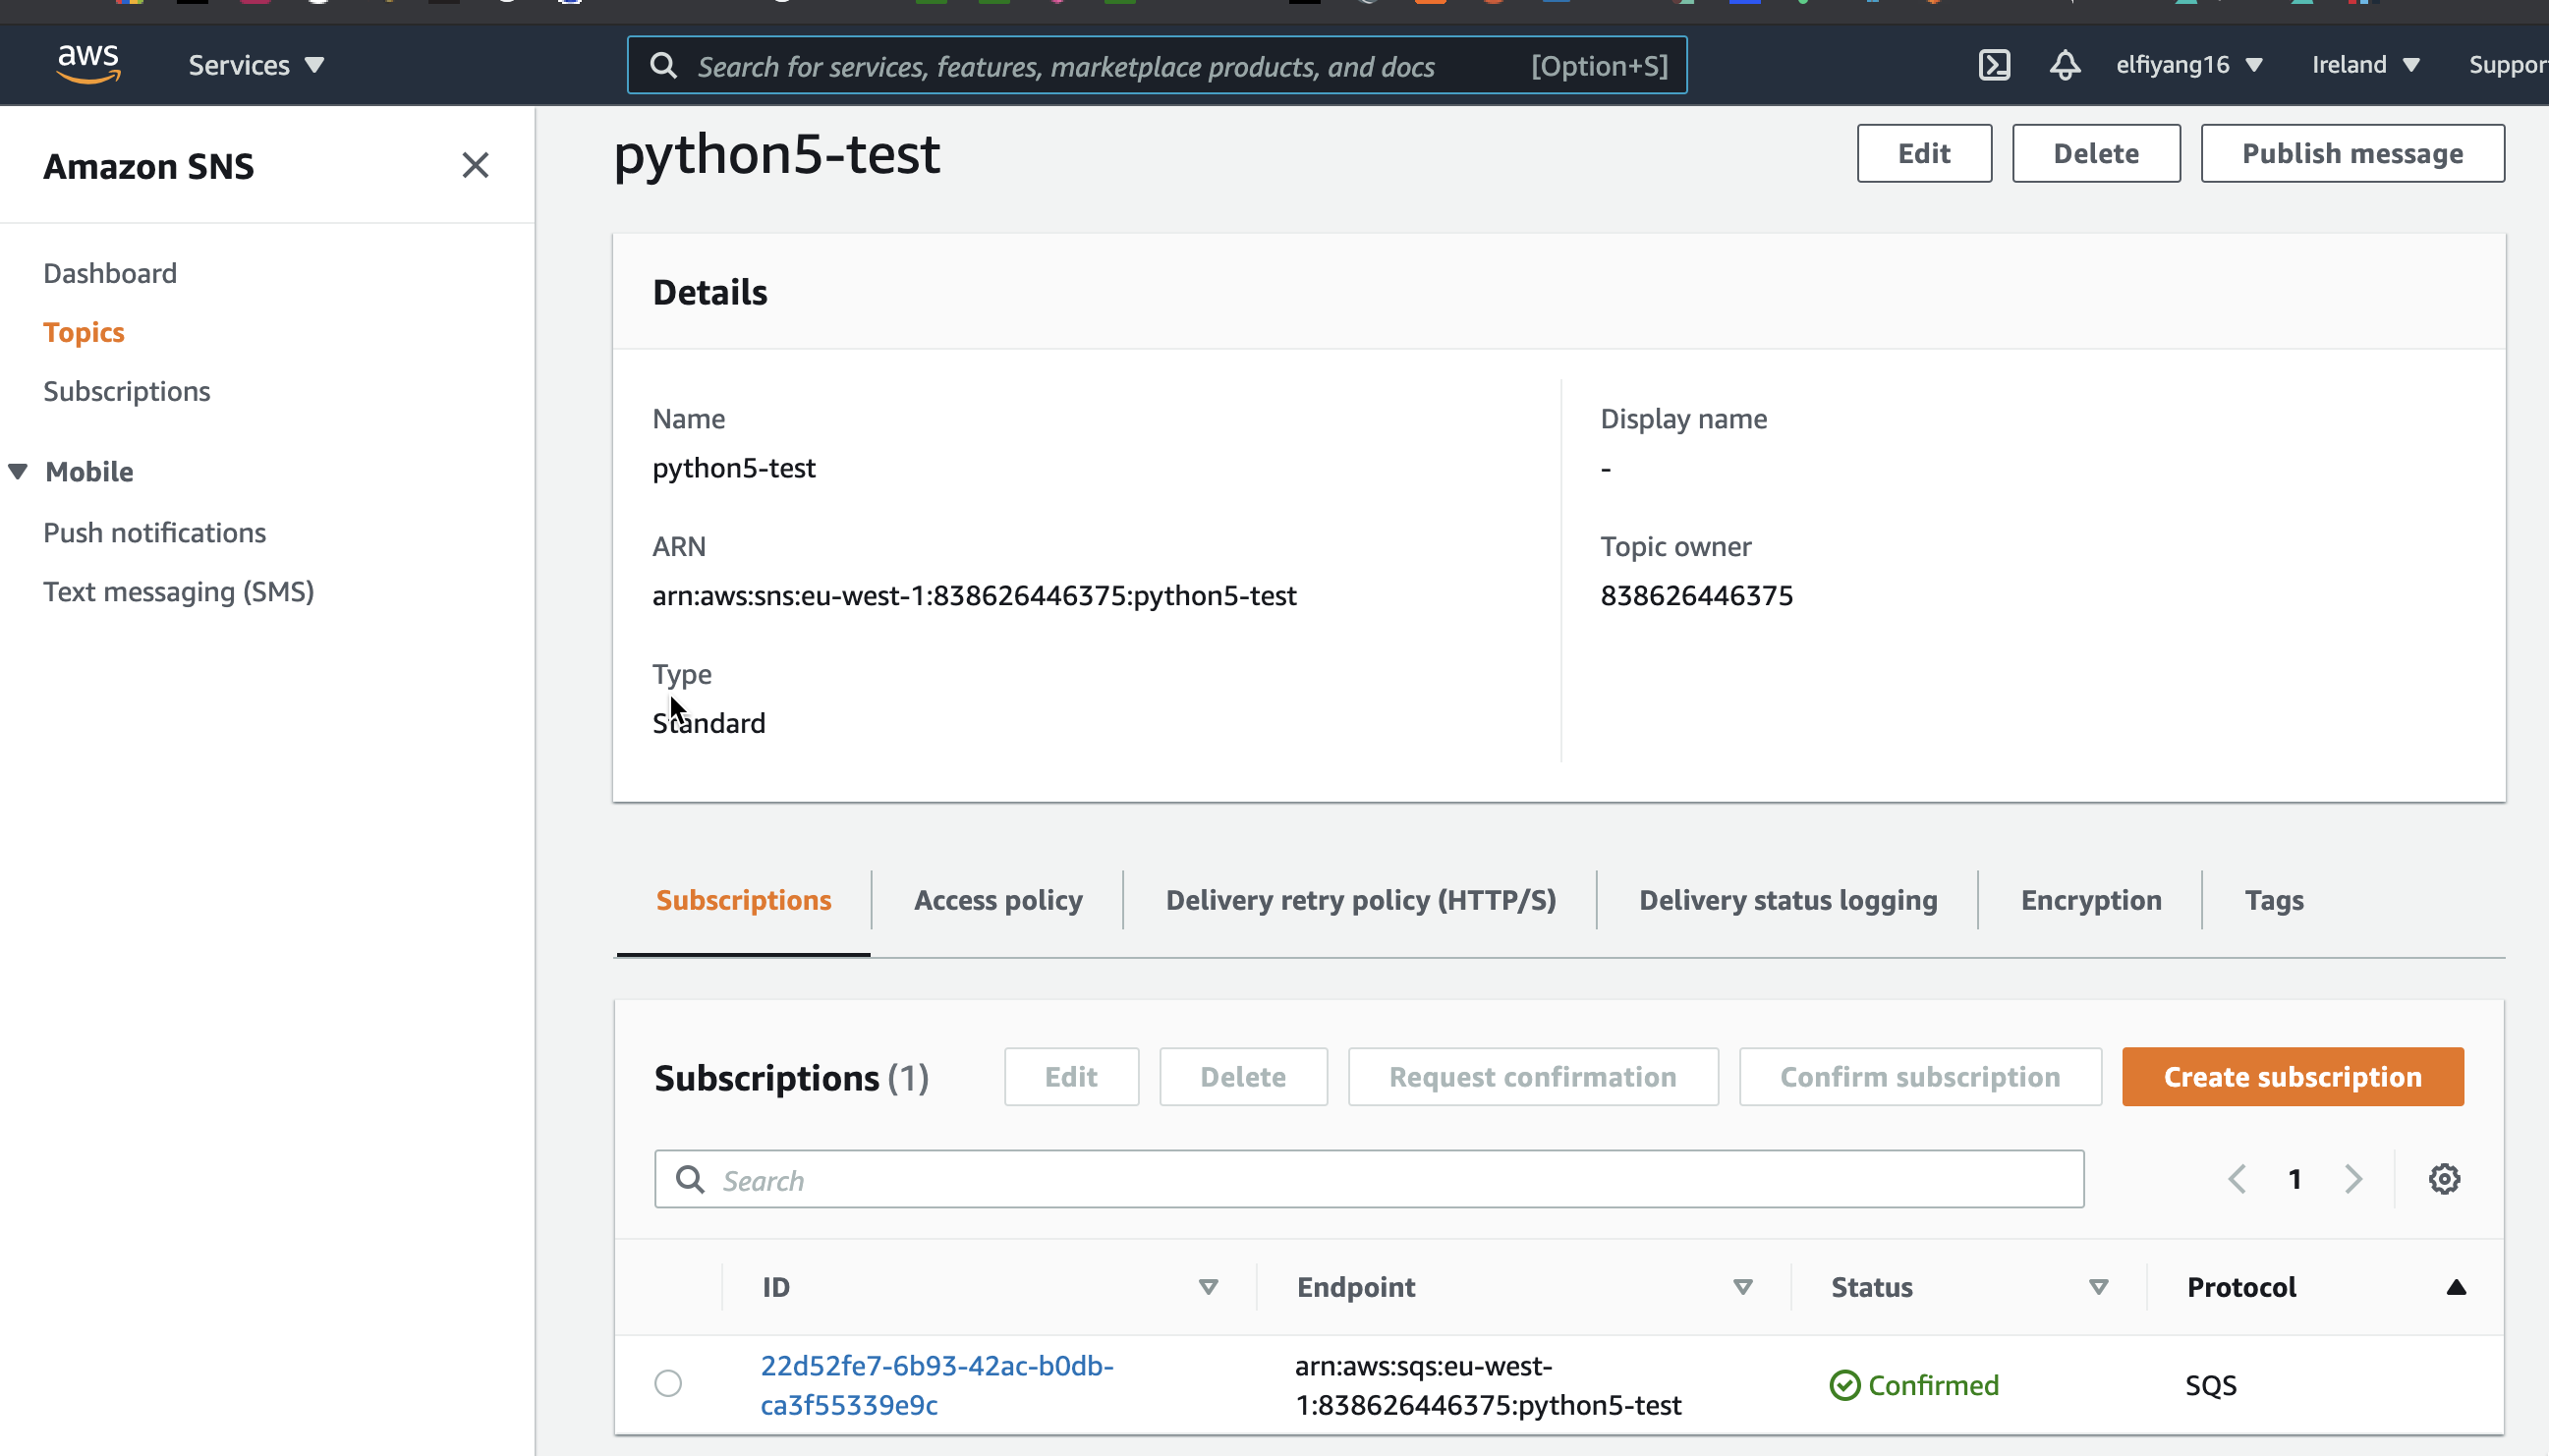 aws
Services
Search for services, features, marketplace products, and docs
[Option+S]
elfiyang16
Ireland
Suppor
Amazon SNS
Dashboard
Topics
Subscriptions
Mobile
Push notifications
Text messaging (SMS)
python5-test
Edit
Delete
Publish message
Details
Name
python5-test
ARN
arn:aws:sns:eu-west-1:838626446375:python5-test
Type
Standard
Display name
-
Topic owner
838626446375
Subscriptions
Access policy
Delivery retry policy (HTTP/S)
Delivery status logging
Encryption
Tags
Subscriptions (1)
Edit
Delete
Request confirmation
Confirm subscription
Create subscription
Search
1
ID
Endpoint
Status
Protocol
22d52fe7-6b93-42ac-b0db-
ca3f55339e9c
arn:aws:sqs:eu-west-
1:838626446375:python5-test
Confirmed
SQS